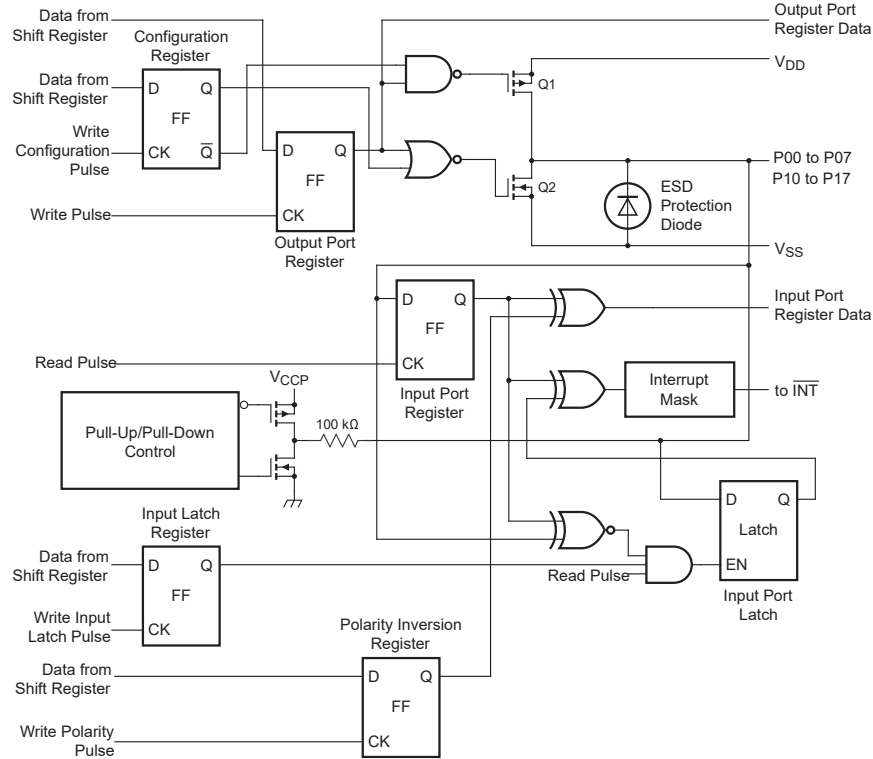 Data from
Shift Register
Configuration
Register
Data from
Shift Register
D
Q
FF
CK
Q
Write
Configuration
Pulse
Write Pulse
D
Q
FF
CK
Output Port
Register
Output Port
Register Data
VDD
Q1
P00 to P07
P10 to P17
Q2
ESD
Protection
Diode
VSS
D
Q
FF
CK
Input Port
Register
Read Pulse
Input Port
Register Data
Interrupt
Mask
to INT
VCCP
Pull-Up/Pull-Down
Control
100 kΩ
D
Q
Latch
EN
Input Port
Latch
Read Pulse
Input Latch
Register
Data from
Shift Register
D
Q
FF
CK
Write Input
Latch Pulse
Polarity Inversion
Register
Data from
Shift Register
D
Q
FF
CK
Write Polarity
Pulse